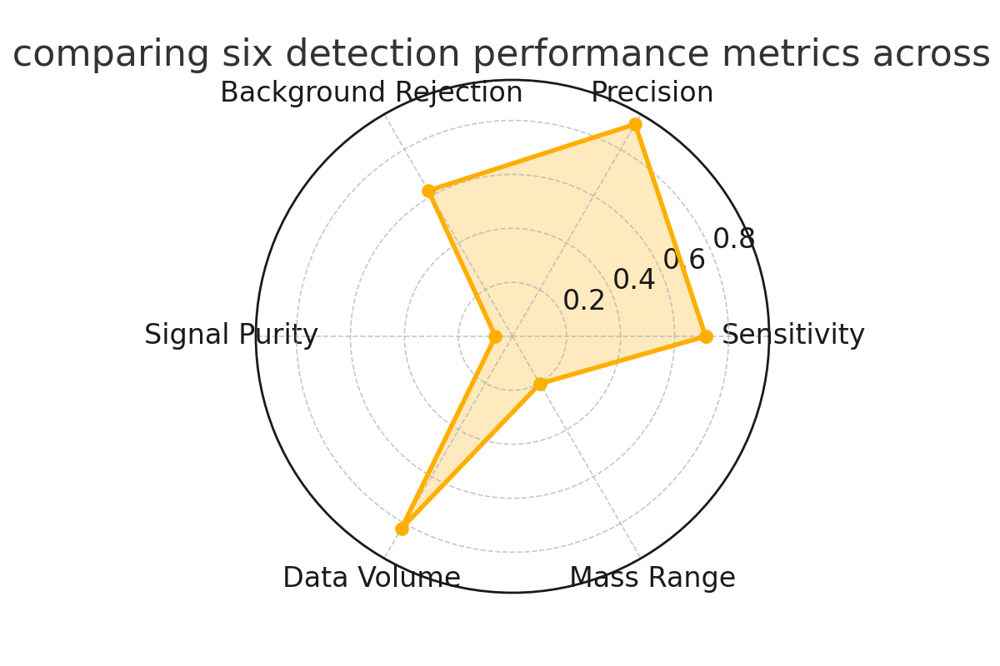 comparing six detection performance metrics across
Background Rejection
Precision
0.8
0.6
0.4
0.2
Signal Purity
Sensitivity
Data Volume
Mass Range